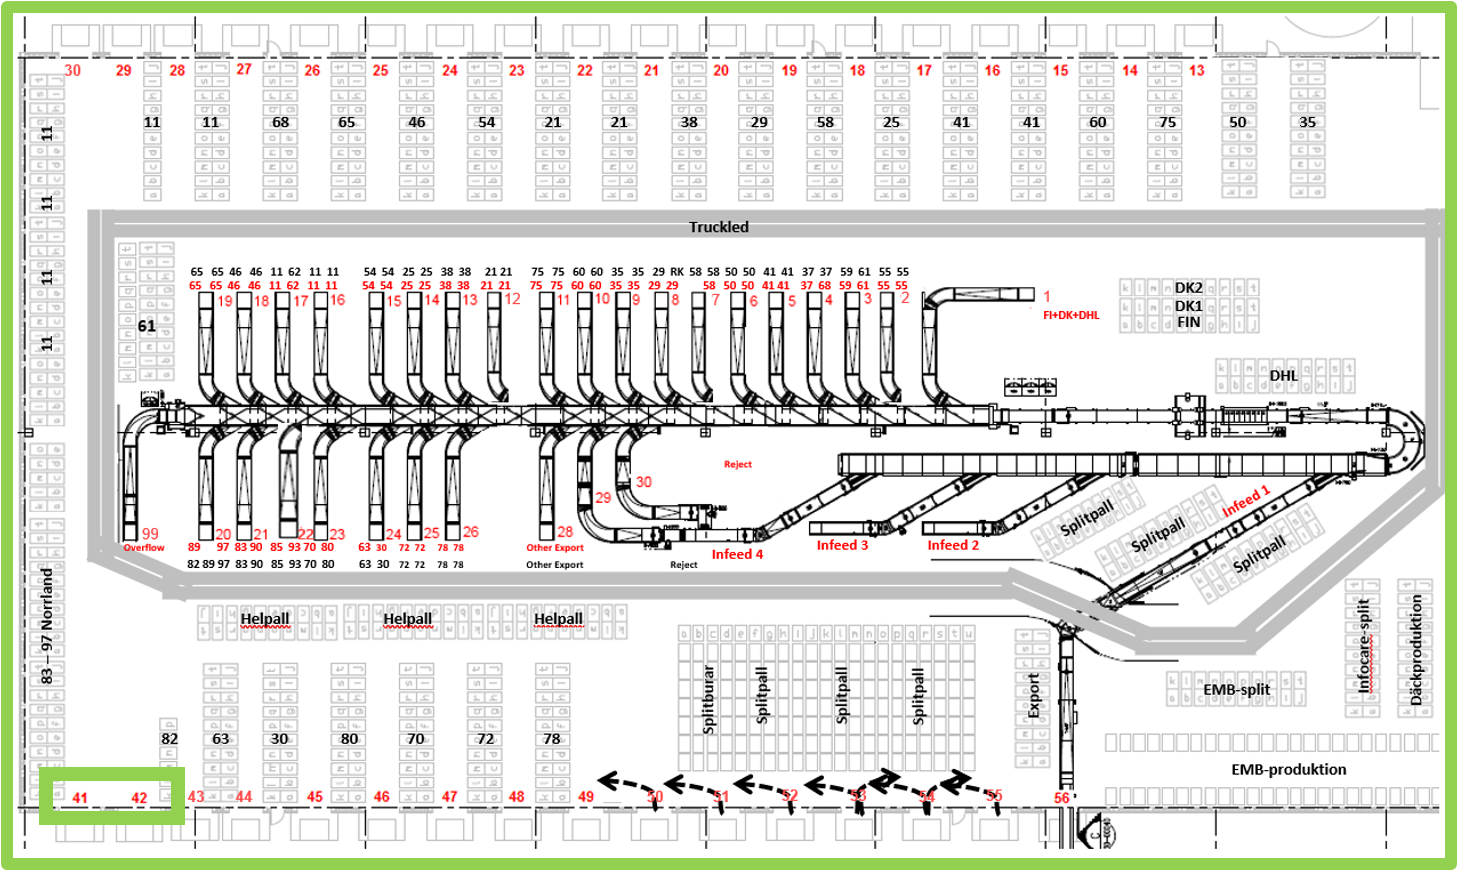 30 29 28 27 26 25 24 23 22 21 20 19 18 17 16 15 14 13
11 11 68 65 46 54 21 21 38 29 58 25 41 41 60 75 50 35
11
11
11
11
Truckled
65 65 46 46 11 62 11 11 54 54 25 25 38 38 21 21 75 75 60 60 35 35 29 RK 58 58 50 50 41 41 37 37 59 61 55 55
65 65 46 46 11 62 11 11 54 54 25 25 38 38 21 21 75 75 60 60 35 35 29 29 58 50 50 41 41 37 68 59 61 55 55
19 18 17 16 15 14 13 12 11 10 9 8 7 6 5 4 3 2 1
FI+DK+DHL
DK2
DK1
FIN
61
DHL
Reject
30
29
99 20 21 22 23 24 25 26 28
Overflow
89 97 83 90 85 93 70 80 63 30 72 72 78 78 Other Export
82 89 97 83 90 85 93 70 80 63 30 72 72 78 78 Other Export Reject
Infeed 4
Infeed 3
Infeed 2
Infeed 1
Splitpall
Splitpall
Splitpall
83 – 97 Norrland
Helpall Helpall Helpall
a b c d e f g h i j k l m n o p q r s t u
Splitburar
Splitpall
Splitpall
Splitpall
Export
Infocare-split
Däckproduktion
EMB-split
EMB-produktion
82 63 30 80 70 72 78
41 42 43 44 45 46 47 48 49 50 51 52 53 54 55 56
C